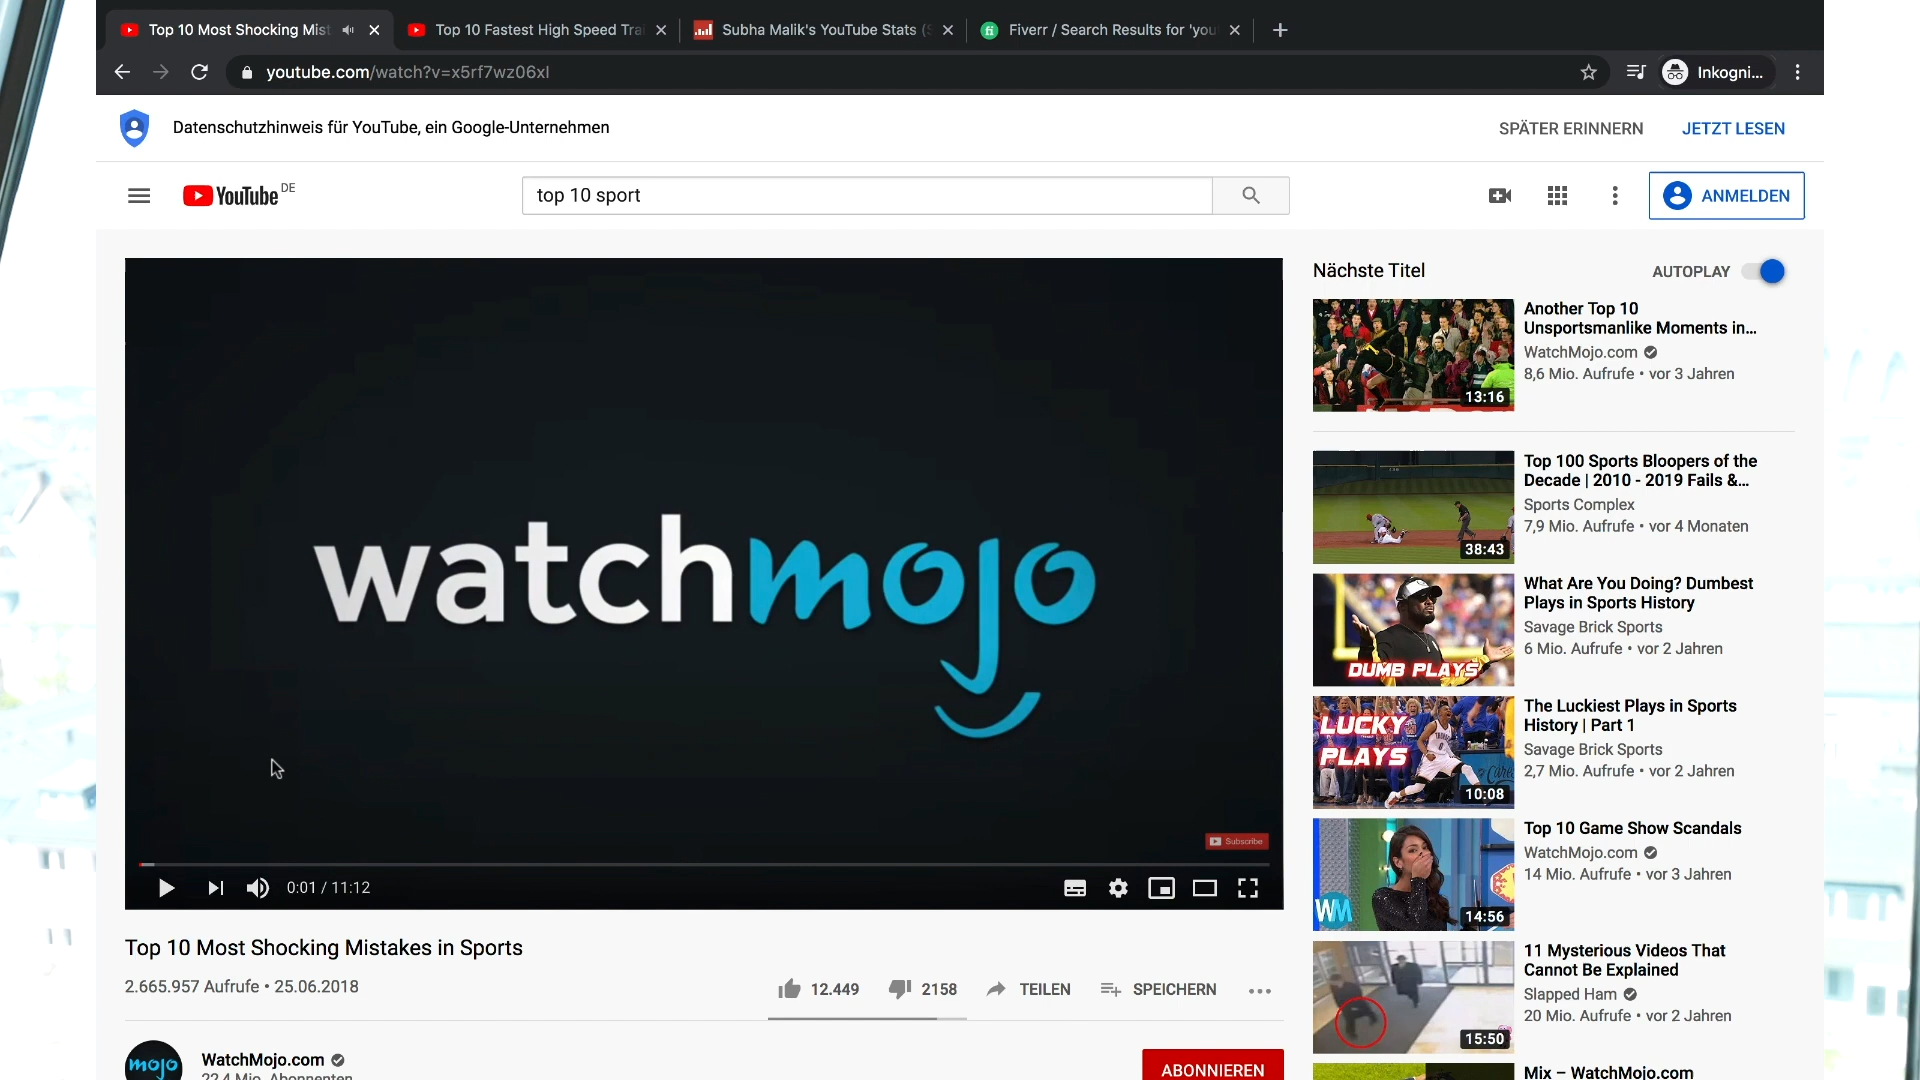 Top 10 Most Shocking Mist
Top 10 Fastest High Speed Tra
Subha Malik's YouTube Stats (S
Fiverr / Search Results for 'you
youtube.com/watch?v=x5rf7wz06xI
Inkogni...
Datenschutzhinweis für YouTube, ein Google-Unternehmen
SPÄTER ERINNERN
JETZT LESEN
YouTube DE
top 10 sport
ANMELDEN
watchmojo
Subscribe
0:01 / 11:12
Top 10 Most Shocking Mistakes in Sports
2.665.957 Aufrufe • 25.06.2018
12.449
2158
TEILEN
SPEICHERN
mojo
WatchMojo.com
22,4 Mio. Abonnenten
ABONNIEREN
Nächste Titel
AUTOPLAY
13:16
Another Top 10
Unsportsmanlike Moments in...
WatchMojo.com
8,6 Mio. Aufrufe • vor 3 Jahren
38:43
Top 100 Sports Bloopers of the
Decade | 2010 - 2019 Fails &...
Sports Complex
7,9 Mio. Aufrufe • vor 4 Monaten
DUMB PLAYS
What Are You Doing? Dumbest
Plays in Sports History
Savage Brick Sports
6 Mio. Aufrufe • vor 2 Jahren
LUCKY
PLAYS
10:08
The Luckiest Plays in Sports
History | Part 1
Savage Brick Sports
2,7 Mio. Aufrufe • vor 2 Jahren
WM
14:56
Top 10 Game Show Scandals
WatchMojo.com
14 Mio. Aufrufe • vor 3 Jahren
15:50
11 Mysterious Videos That
Cannot Be Explained
Slapped Ham
20 Mio. Aufrufe • vor 2 Jahren
Mix – WatchMojo.com